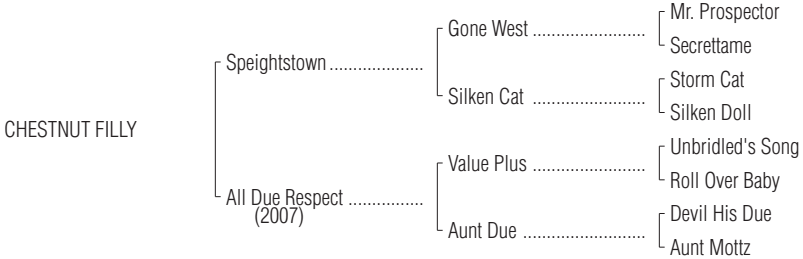 Mr. Prospector
Gone West ........................
Secrettame
Speightstown ....................
Storm Cat
Silken Cat ........................
Silken Doll
CHESTNUT FILLY
Unbridled's Song
Value Plus ........................
Roll Over Baby
All Due Respect ................
(2007)
Devil His Due
Aunt Due ..........................
Aunt Mottz